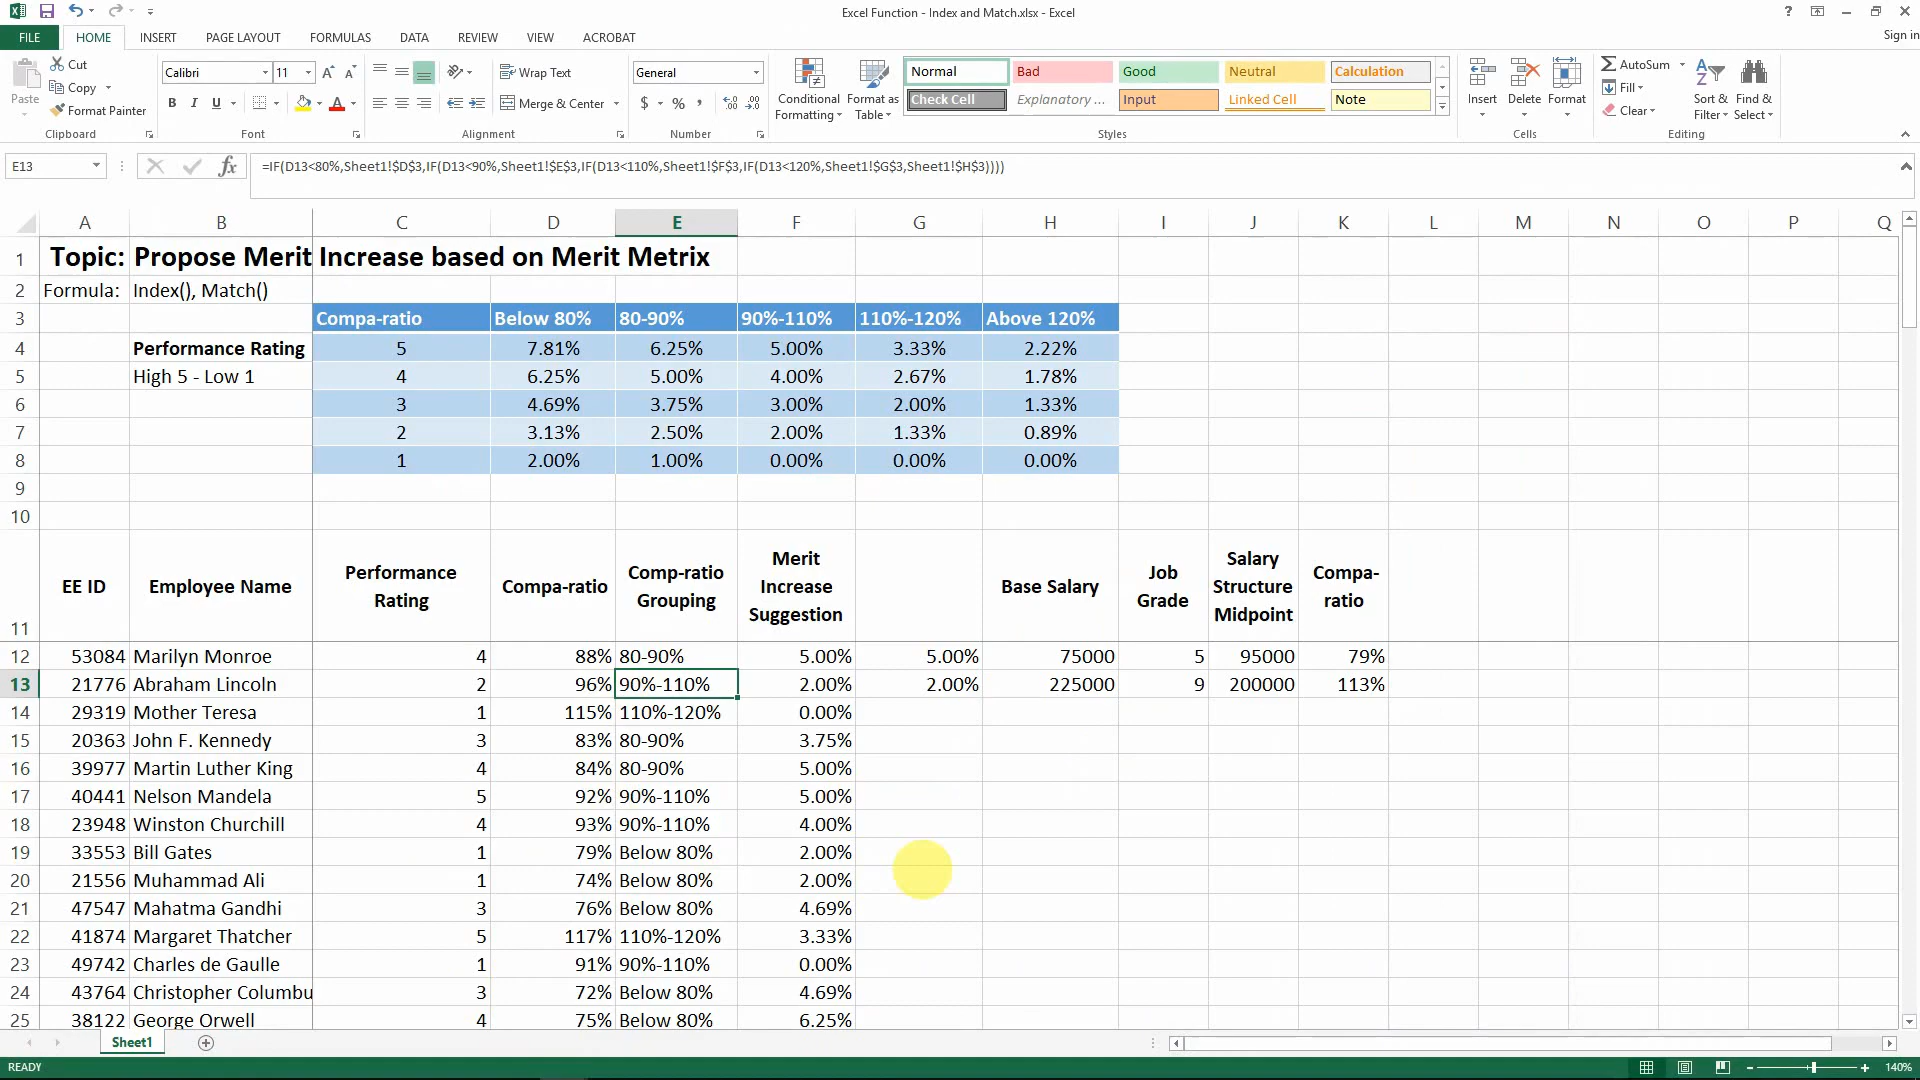 Excel Function - Index and Match.xlsx - Excel
?
Sign in
FILE HOME INSERT PAGE LAYOUT FORMULAS DATA REVIEW VIEW ACROBAT
Paste
Cut
Copy
Format Painter
Clipboard
Calibri 11
B I U
Font
Wrap Text
Merge & Center
Alignment
General
$ % ,
Number
Conditional Formatting
Format as Table
Normal Bad Good Neutral Calculation
Check Cell Explanatory ... Input Linked Cell Note
Styles
Insert Delete Format
Cells
AutoSum
Fill
Clear
Sort & Filter
Find & Select
Editing
E13
fx =IF(D13<80%,Sheet1!$D$3,IF(D13<90%,Sheet1!$E$3,IF(D13<110%,Sheet1!$F$3,IF(D13<120%,Sheet1!$G$3,Sheet1!$H$3))))
A B C D E F G H I J K L M N O P Q
1 Topic: Propose Merit Increase based on Merit Metrix
2 Formula: Index(), Match()
3 Compa-ratio Below 80% 80-90% 90%-110% 110%-120% Above 120%
4 Performance Rating 5 7.81% 6.25% 5.00% 3.33% 2.22%
5 High 5 - Low 1 4 6.25% 5.00% 4.00% 2.67% 1.78%
6 3 4.69% 3.75% 3.00% 2.00% 1.33%
7 2 3.13% 2.50% 2.00% 1.33% 0.89%
8 1 2.00% 1.00% 0.00% 0.00% 0.00%
9
10
11 EE ID Employee Name Performance Rating Compa-ratio Comp-ratio Grouping Merit Increase Suggestion Base Salary Job Grade Salary Structure Midpoint Compa-ratio
12 53084 Marilyn Monroe 4 88% 80-90% 5.00% 5.00% 75000 5 95000 79%
13 21776 Abraham Lincoln 2 96% 90%-110% 2.00% 2.00% 225000 9 200000 113%
14 29319 Mother Teresa 1 115% 110%-120% 0.00%
15 20363 John F. Kennedy 3 83% 80-90% 3.75%
16 39977 Martin Luther King 4 84% 80-90% 5.00%
17 40441 Nelson Mandela 5 92% 90%-110% 5.00%
18 23948 Winston Churchill 4 93% 90%-110% 4.00%
19 33553 Bill Gates 1 79% Below 80% 2.00%
20 21556 Muhammad Ali 1 74% Below 80% 2.00%
21 47547 Mahatma Gandhi 3 76% Below 80% 4.69%
22 41874 Margaret Thatcher 5 117% 110%-120% 3.33%
23 49742 Charles de Gaulle 1 91% 90%-110% 0.00%
24 43764 Christopher Columbu 3 72% Below 80% 4.69%
25 38122 George Orwell 4 75% Below 80% 6.25%
Sheet1
READY
140%